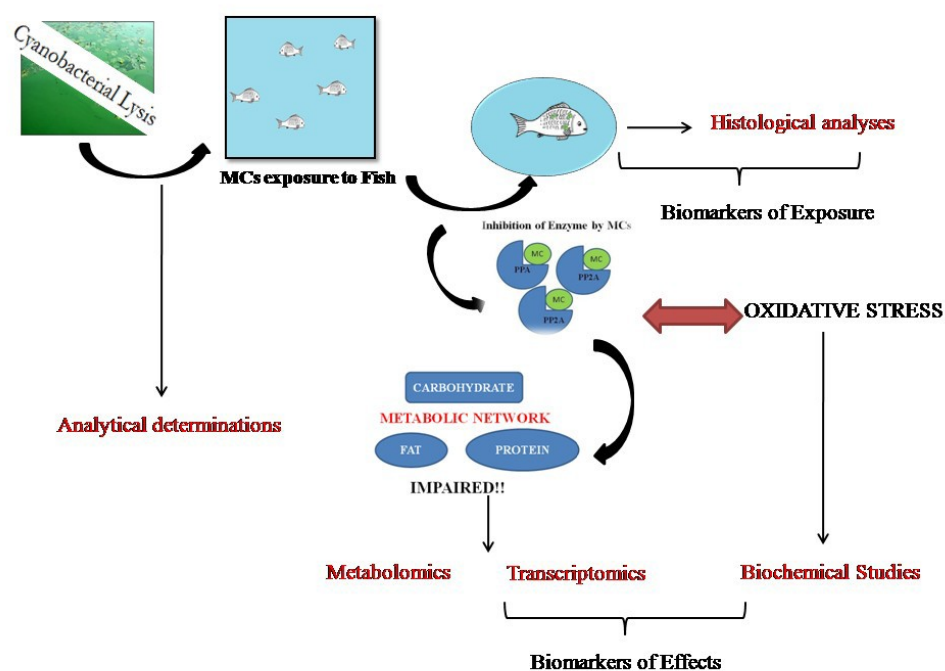 Cyanobacterial Lysis
MCs exposure to Fish
Histological analyses
Biomarkers of Exposure
Inhibition of Enzyme by MCs
MC
PPA
MC
PP2A
MC
PP2A
OXIDATIVE STRESS
CARBOHYDRATE
METABOLIC NETWORK
FAT
PROTEIN
IMPAIRED!!
Analytical determinations
Metabolomics
Transcriptomics
Biochemical Studies
Biomarkers of Effects